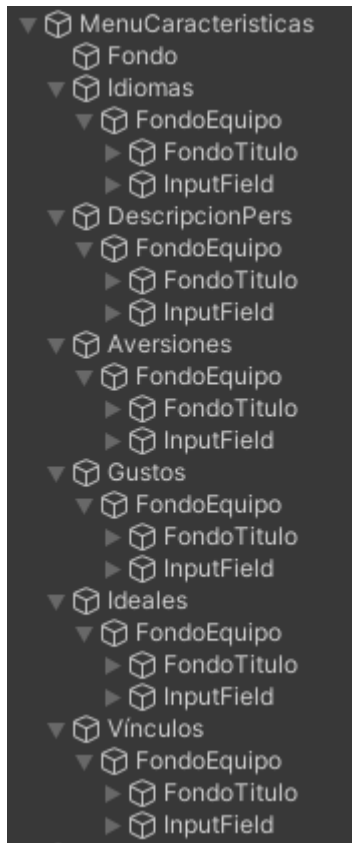 MenuCaracteristicas
Fondo
Idiomas
FondoEquipo
FondoTitulo
InputField
DescripcionPers
FondoEquipo
FondoTitulo
InputField
Aversiones
FondoEquipo
FondoTitulo
InputField
Gustos
FondoEquipo
FondoTitulo
InputField
Ideales
FondoEquipo
FondoTitulo
InputField
Vínculos
FondoEquipo
FondoTitulo
InputField